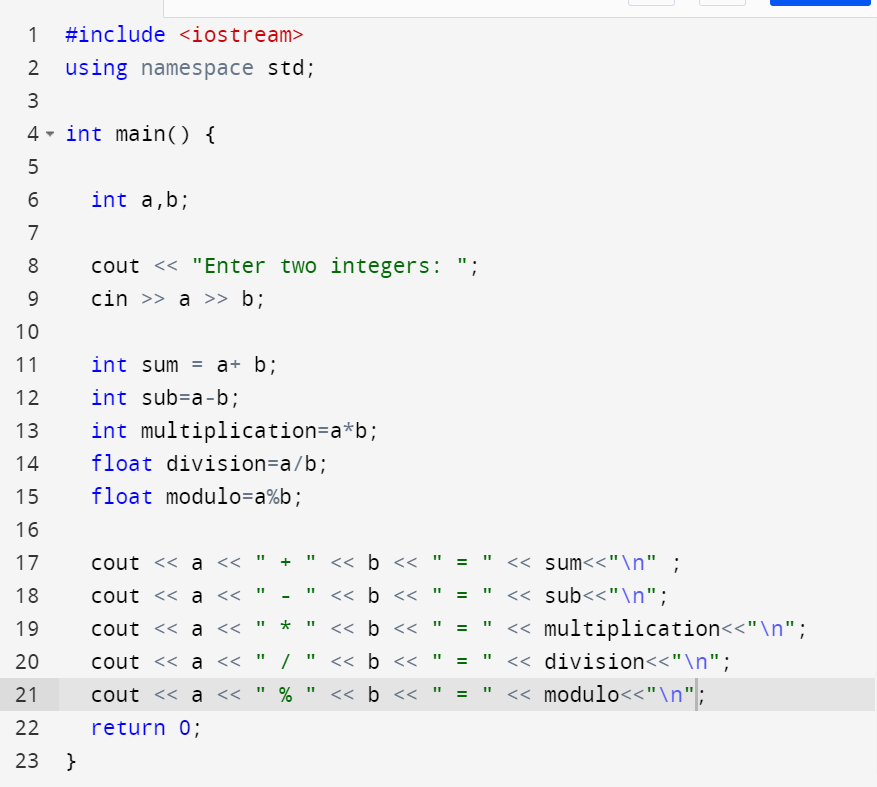 1 #include <iostream>
2 using namespace std;
3
4 int main() {
5
6 int a,b;
7
8 cout << "Enter two integers: ";
9 cin >> a >> b;
10
11 int sum = a+ b;
12 int sub=a-b;
13 int multiplication=a*b;
14 float division=a/b;
15 float modulo=a%b;
16
17 cout << a << " + " << b << " = " << sum<<"\n" ;
18 cout << a << " - " << b << " = " << sub<<"\n";
19 cout << a << " * " << b << " = " << multiplication<<"\n";
20 cout << a << " / " << b << " = " << division<<"\n";
21 cout << a << " % " << b << " = " << modulo<<"\n";
22 return 0;
23 }